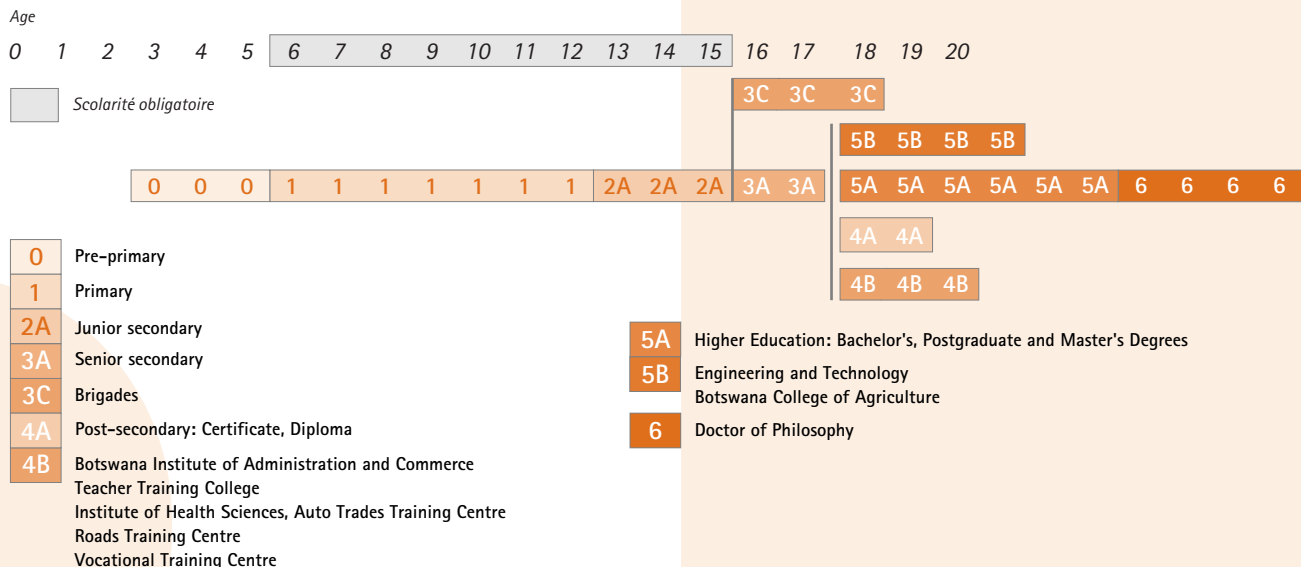 Age
0 1 2 3 4 5 6 7 8 9 10 11 12 13 14 15 16 17 18 19 20
Scolarité obligatoire
3C 3C 3C
5B 5B 5B 5B
0 0 0 1 1 1 1 1 1 1 2A 2A 2A 3A 3A 5A 5A 5A 5A 5A 5A 6 6 6 6
4A 4A
4B 4B 4B
0 Pre-primary
1 Primary
2A Junior secondary
3A Senior secondary
3C Brigades
4A Post-secondary: Certificate, Diploma
4B Botswana Institute of Administration and Commerce
Teacher Training College
Institute of Health Sciences, Auto Trades Training Centre
Roads Training Centre
Vocational Training Centre
5A Higher Education: Bachelor's, Postgraduate and Master's Degrees
5B Engineering and Technology
Botswana College of Agriculture
6 Doctor of Philosophy